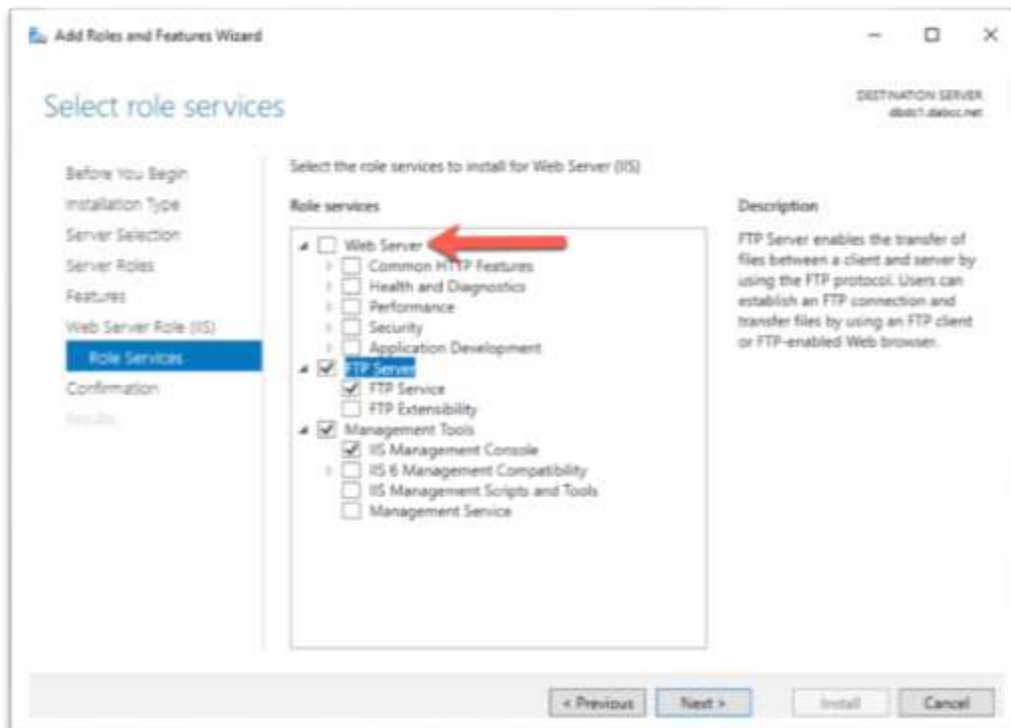 Add Roles and Features Wizard
Select role services
DESTINATION SERVER
dbdc1.dabcc.net
Before You Begin
Installation Type
Server Selection
Server Roles
Features
Web Server Role (IIS)
Role Services
Confirmation
Results
Select the role services to install for Web Server (IIS)
Role services
Web Server
Common HTTP Features
Health and Diagnostics
Performance
Security
Application Development
FTP Server
FTP Service
FTP Extensibility
Management Tools
IIS Management Console
IIS 6 Management Compatibility
IIS Management Scripts and Tools
Management Service
Description
FTP Server enables the transfer of
files between a client and server by
using the FTP protocol. Users can
establish an FTP connection and
transfer files by using an FTP client
or FTP-enabled Web browser.
< Previous
Next >
Install
Cancel